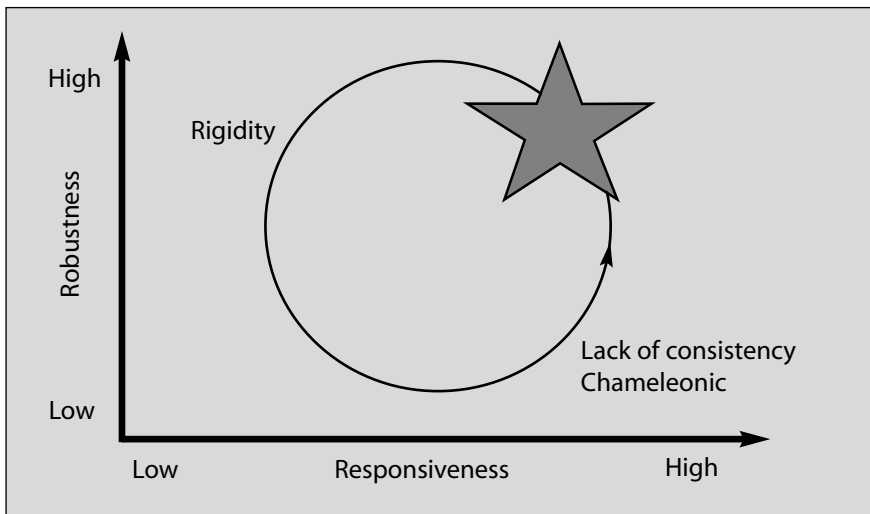 High
Rigidity
Robustness
Lack of consistency
Chameleonic
Low
Low
Responsiveness
High